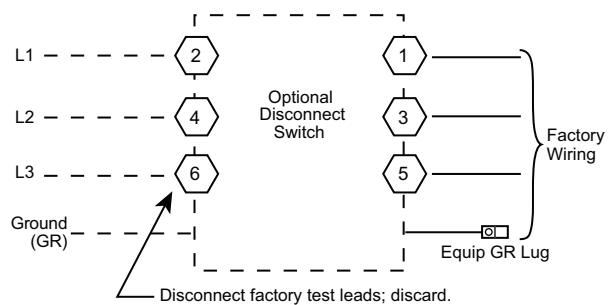 L1
2
1
L2
4
Optional
Disconnect
Switch
3
L3
6
5
Factory
Wiring
Ground
(GR)
Equip GR Lug
Disconnect factory test leads; discard.